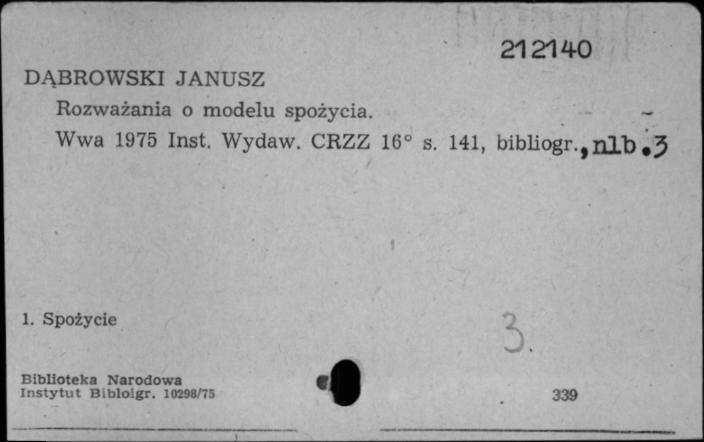 212140
DĄBROWSKI JANUSZ
Rozważania o modelu spożycia.
Wwa 1975 Inst. Wydaw. CRZZ 16° s. 141, bibliogr., nlb.3
1. Spożycie
3.
Biblioteka Narodowa
Instytut Bibloigr. 10298/75
339